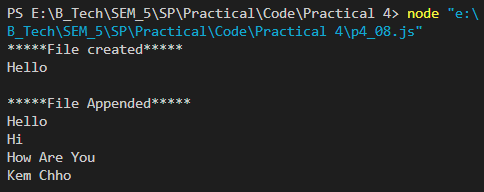 PS E:\B_Tech\SEM_5\SP\Practical\Code\Practical 4> node "e:\
B_Tech\SEM_5\SP\Practical\Code\Practical 4\p4_08.js"
*****File created*****
Hello
*****File Appended*****
Hello
Hi
How Are You
Kem Chho